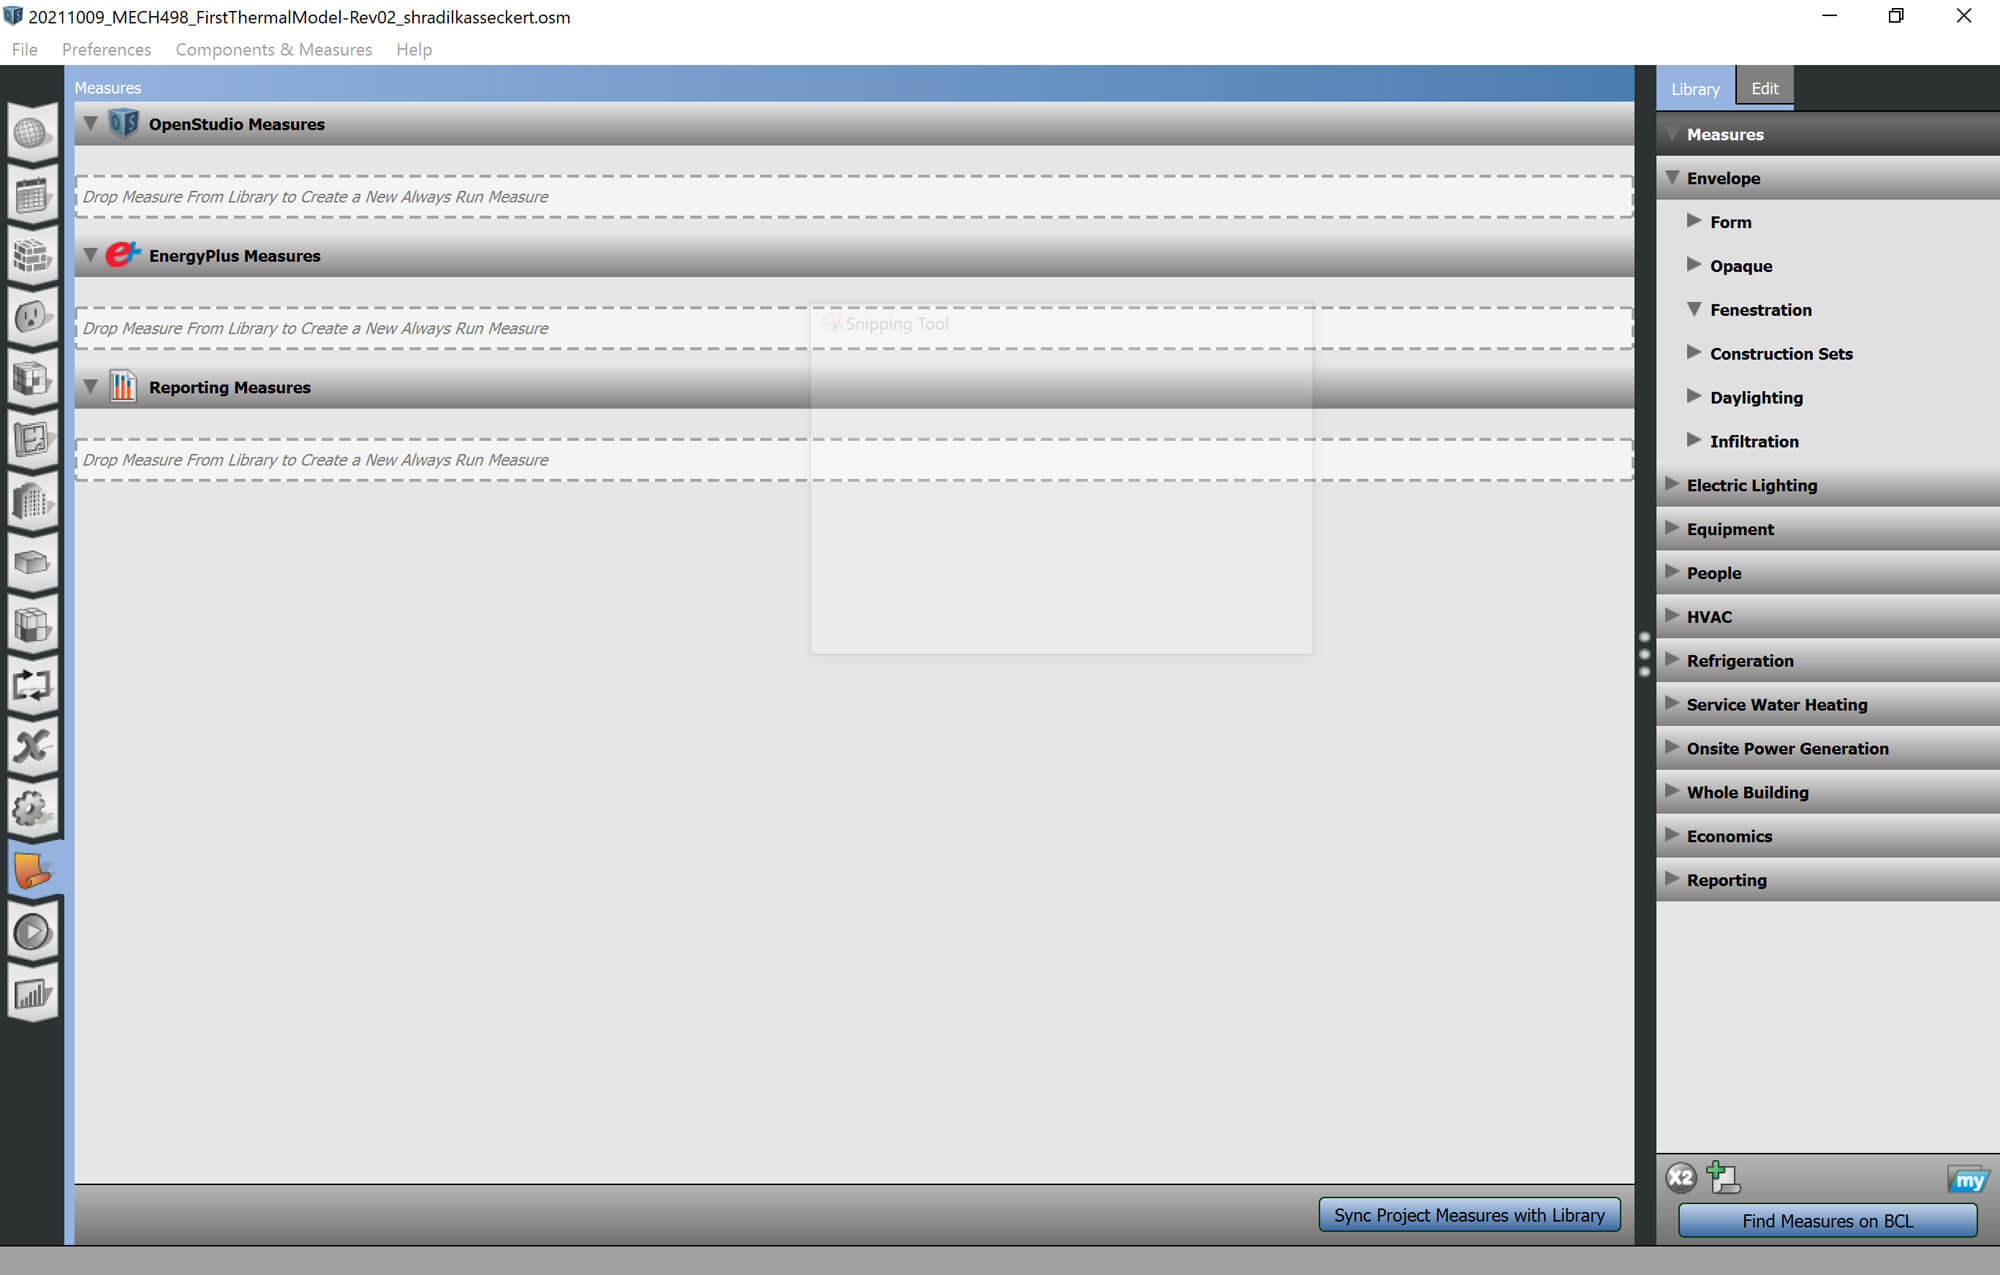 20211009_MECH498_FirstThermalModel-Rev02_shradilkasseckert.osm
File Preferences Components & Measures Help
Measures
OpenStudio Measures
Drop Measure From Library to Create a New Always Run Measure
EnergyPlus Measures
Drop Measure From Library to Create a New Always Run Measure
Snipping Tool
Reporting Measures
Drop Measure From Library to Create a New Always Run Measure
Sync Project Measures with Library
Library Edit
Measures
Envelope
Form
Opaque
Fenestration
Construction Sets
Daylighting
Infiltration
Electric Lighting
Equipment
People
HVAC
Refrigeration
Service Water Heating
Onsite Power Generation
Whole Building
Economics
Reporting
X2
my
Find Measures on BCL